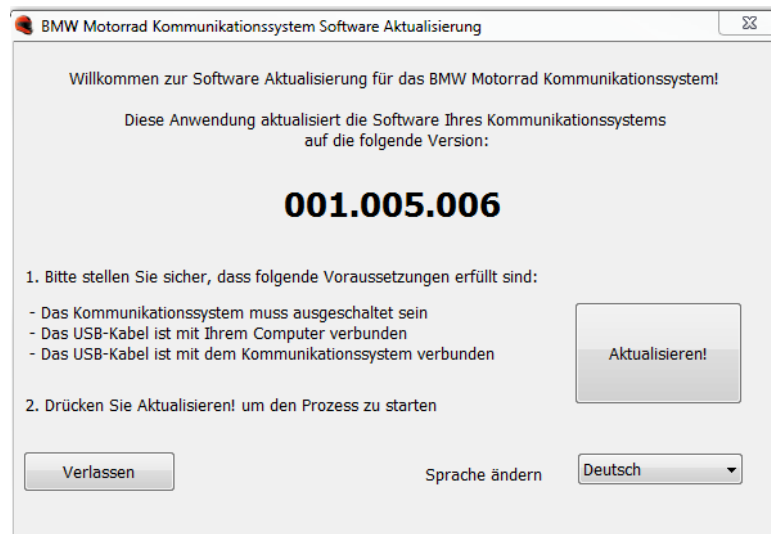 BMW Motorrad Kommunikationssystem Software Aktualisierung
Willkommen zur Software Aktualisierung für das BMW Motorrad Kommunikationssystem!
Diese Anwendung aktualisiert die Software Ihres Kommunikationssystems
auf die folgende Version:
001.005.006
1. Bitte stellen Sie sicher, dass folgende Voraussetzungen erfüllt sind:
- Das Kommunikationssystem muss ausgeschaltet sein
- Das USB-Kabel ist mit Ihrem Computer verbunden
- Das USB-Kabel ist mit dem Kommunikationssystem verbunden
Aktualisieren!
2. Drücken Sie Aktualisieren! um den Prozess zu starten
Verlassen
Sprache ändern
Deutsch